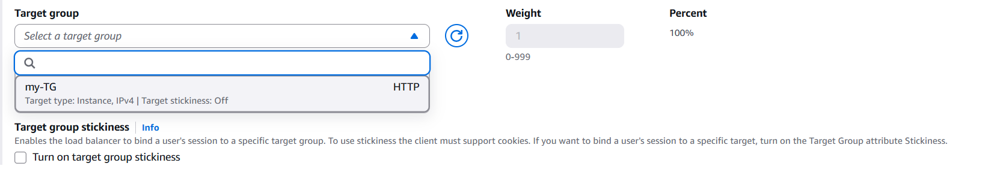 Target group
Weight
Percent
Select a target group
1
100%
0-999
my-TG
HTTP
Target type: Instance, IPv4 | Target stickiness: Off
Target group stickiness
Info
Enables the load balancer to bind a user's session to a specific target group. To use stickiness the client must support cookies. If you want to bind a user's session to a specific target, turn on the Target Group attribute Stickiness.
Turn on target group stickiness